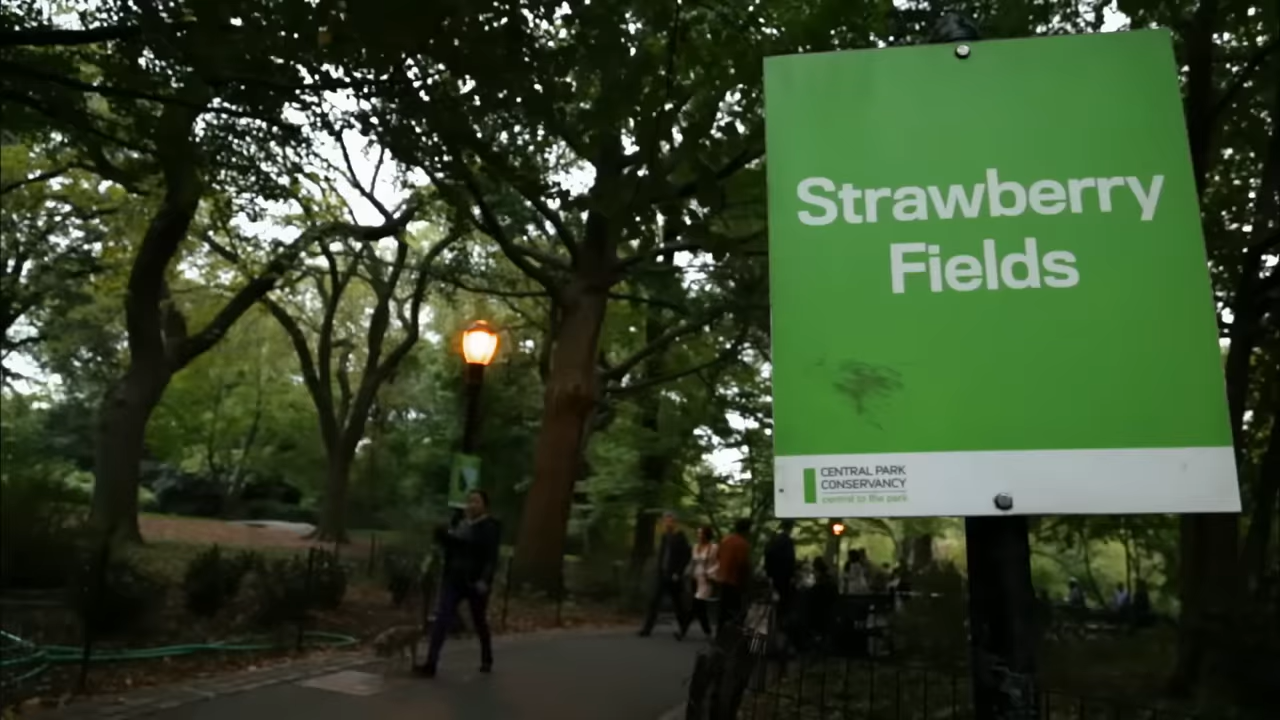 Strawberry
Fields
CENTRAL PARK
CONSERVANCY
central to the park